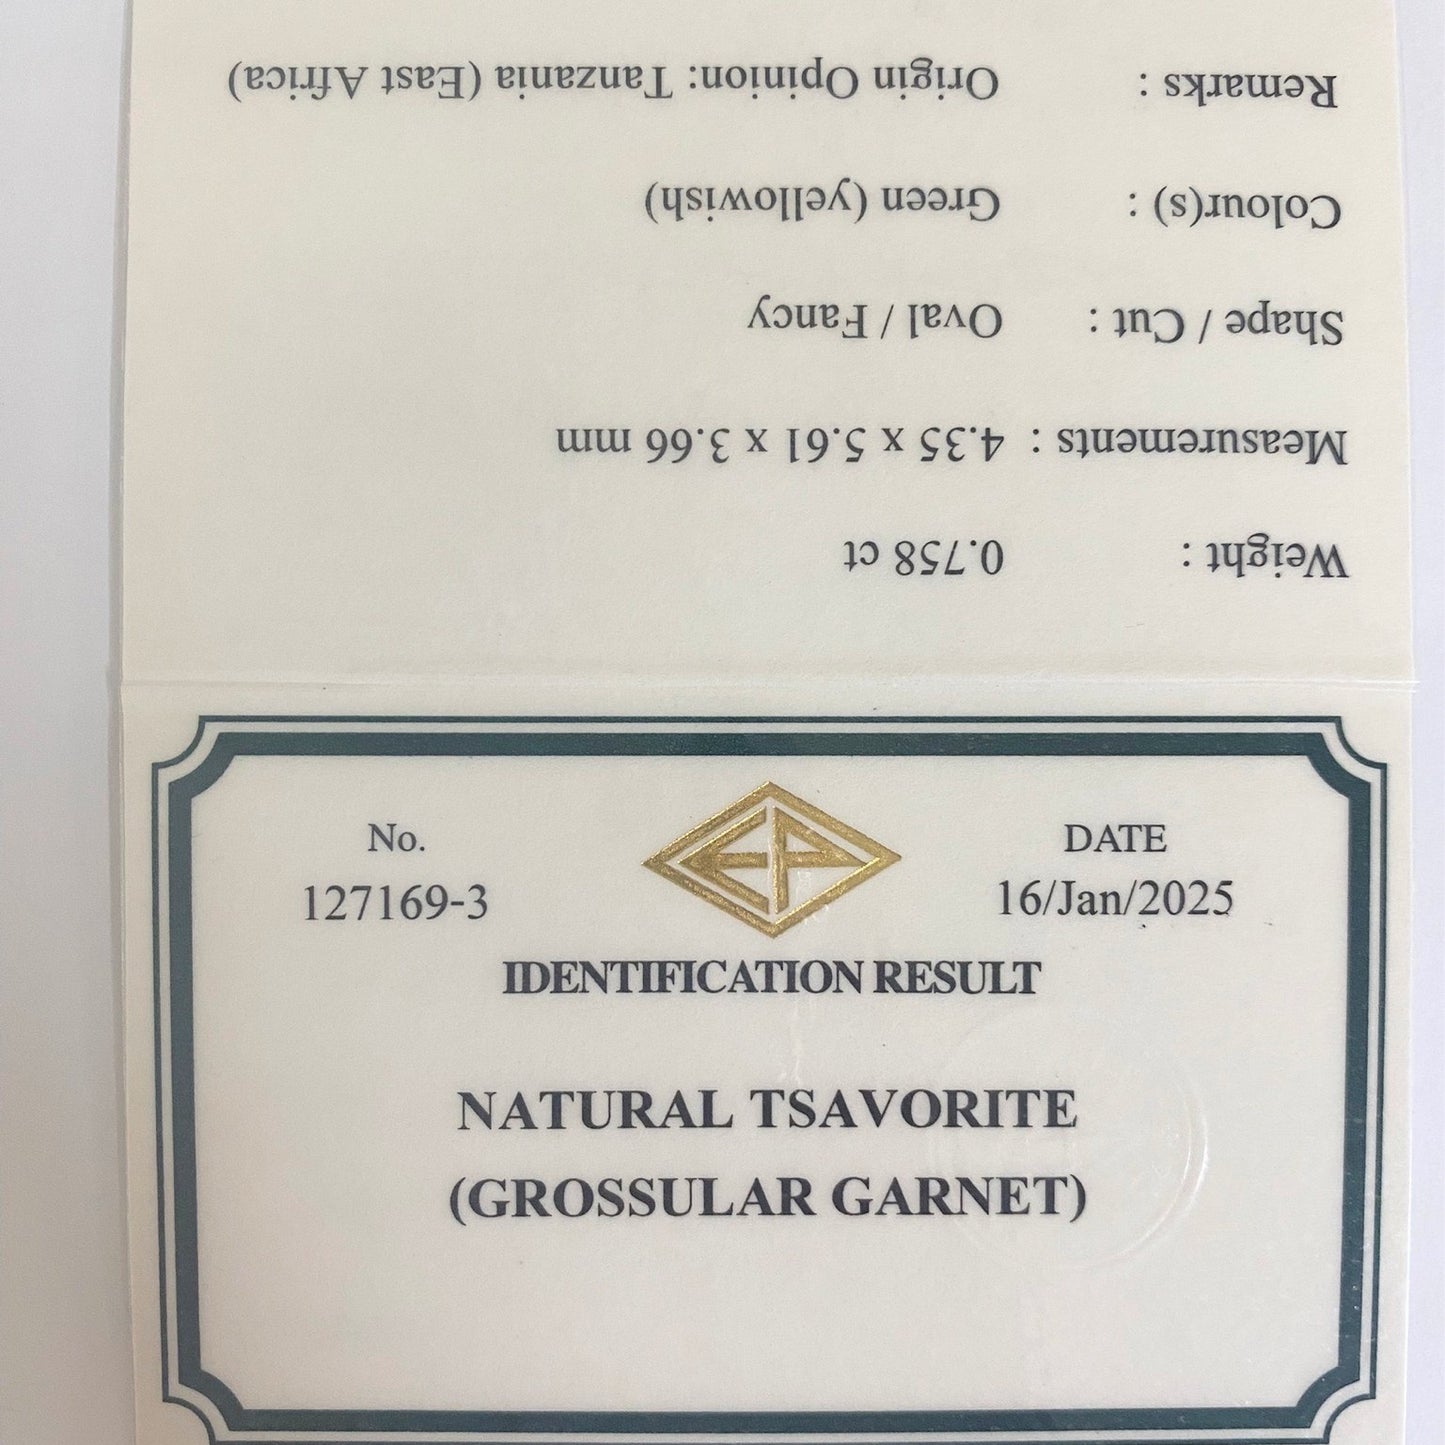 No.
127169-3
EP
DATE
16/Jan/2025
IDENTIFICATION RESULT
NATURAL TSAVORITE
(GROSSULAR GARNET)
Weight : 0.758 ct
Measurements : 4.35 x 5.61 x 3.66 mm
Shape / Cut : Oval / Fancy
Colour(s) : Green (yellowish)
Remarks : Origin Opinion: Tanzania (East Africa)